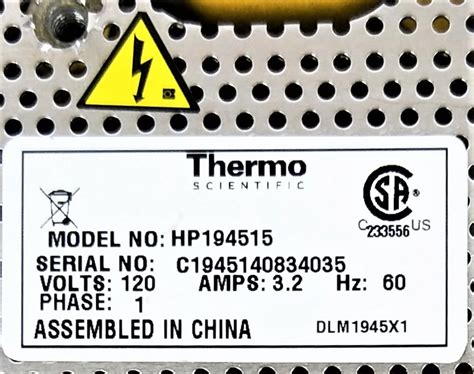 Thermo
SCIENTIFIC
SA
C 233556 US
MODEL NO: HP194515
SERIAL NO: C1945140834035
VOLTS: 120 AMPS: 3.2 Hz: 60
PHASE: 1
ASSEMBLED IN CHINA DLM1945X1